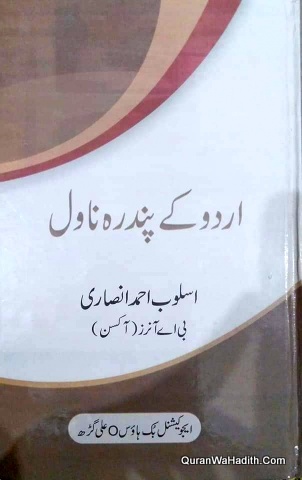 اردو کے پندرہ ناول
اسلوب احمد انصاری
بی اے آنرز (آکسن)
ایجوکیشنل بک ہاؤس O علی گڑھ
QuranWaHadith.Com